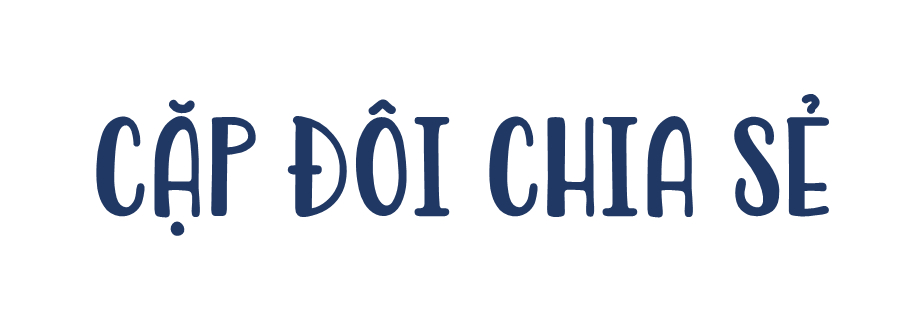 CẶP ĐÔI CHIA SẺ